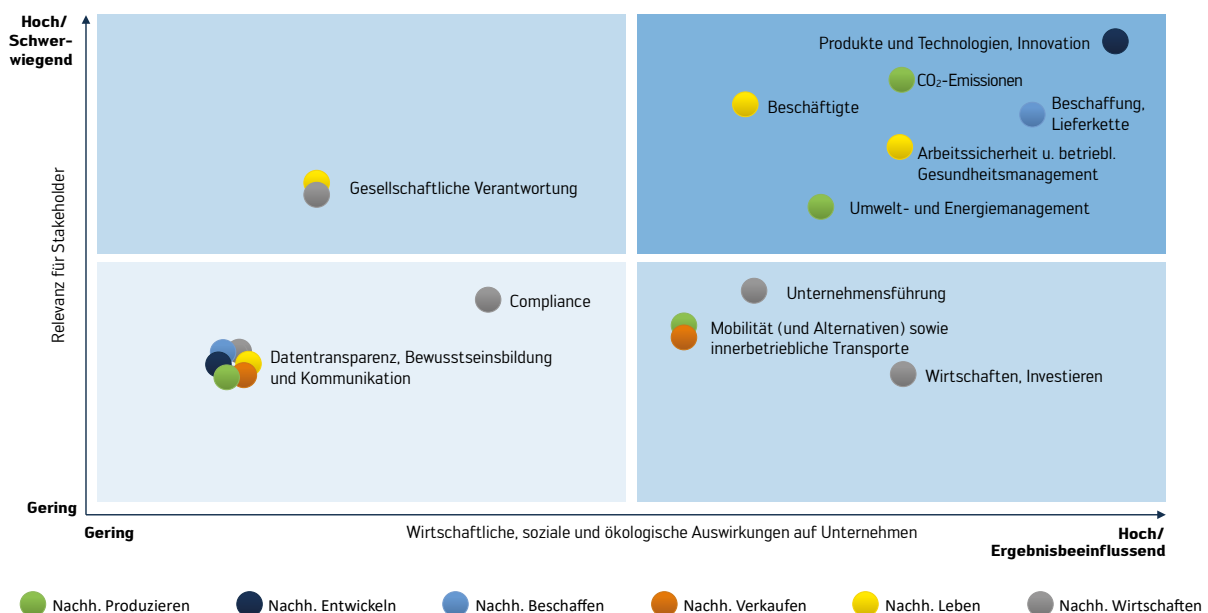 Hoch/
Schwer-
wiegend
Relevanz für Stakeholder
Gering
Produkte und Technologien, Innovation
CO₂-Emissionen
Beschäftigte
Beschaffung,
Lieferkette
Arbeitssicherheit u. betriebl.
Gesundheitsmanagement
Gesellschaftliche Verantwortung
Umwelt- und Energiemanagement
Compliance
Unternehmensführung
Mobilität (und Alternativen) sowie
innerbetriebliche Transporte
Datentransparenz, Bewusstseinsbildung
und Kommunikation
Wirtschaften, Investieren
Gering
Wirtschaftliche, soziale und ökologische Auswirkungen auf Unternehmen
Hoch/
Ergebnisbeeinflussend
Nachh. Produzieren
Nachh. Entwickeln
Nachh. Beschaffen
Nachh. Verkaufen
Nachh. Leben
Nachh. Wirtschaften